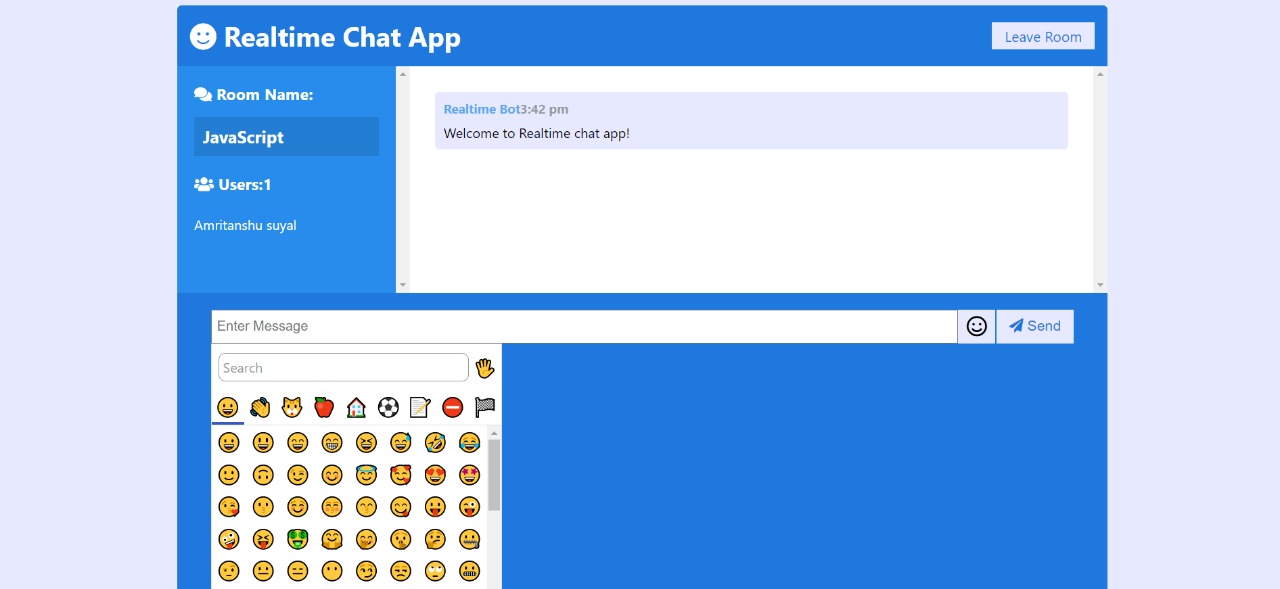 Realtime Chat App
Leave Room
Room Name:
JavaScript
Users:1
Amritanshu suyal
Realtime Bot3:42 pm
Welcome to Realtime chat app!
Enter Message
Send
Search